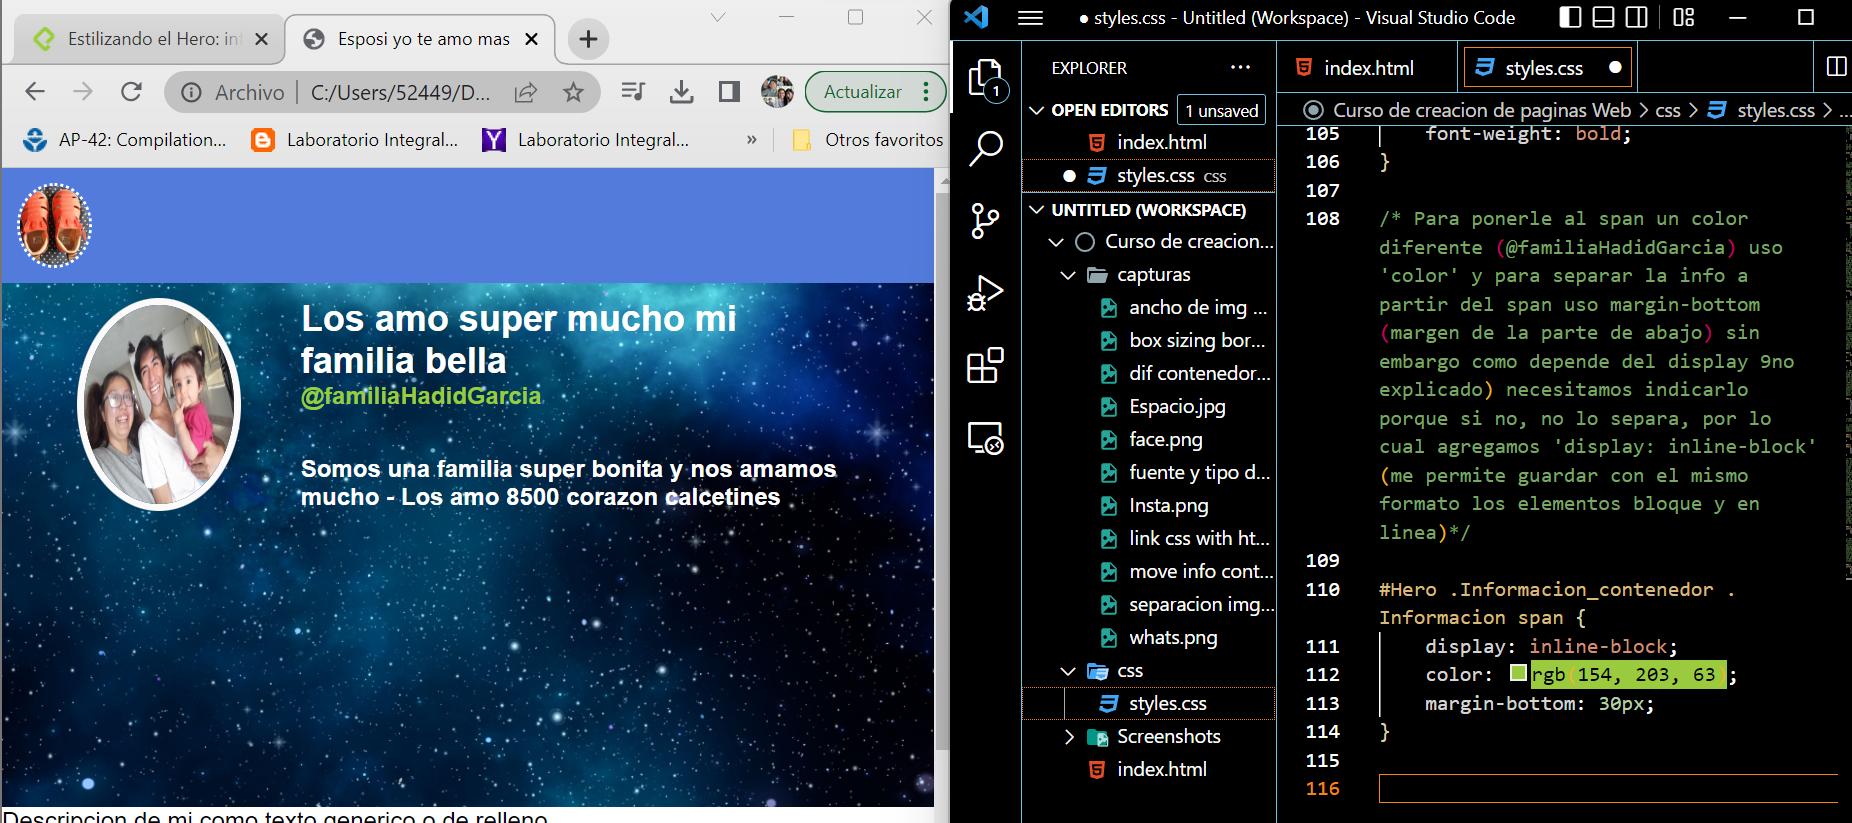 Estilizando el Hero: in
Esposi yo te amo mas
Archivo
C:/Users/52449/D...
Actualizar
AP-42: Compilation...
Laboratorio Integral...
Laboratorio Integral...
»
Otros favoritos
Los amo super mucho mi
familia bella
@familiaHadidGarcia
Somos una familia super bonita y nos amamos
mucho - Los amo 8500 corazon calcetines
Descripcion de mi como texto generico o de relleno
● styles.css - Untitled (Workspace) - Visual Studio Code
EXPLORER
1
OPEN EDITORS
1 unsaved
index.html
styles.css css
UNTITLED (WORKSPACE)
Curso de creacion...
capturas
ancho de img ...
box sizing bor...
dif contenedor...
Espacio.jpg
face.png
fuente y tipo d...
Insta.png
link css with ht...
move info cont...
separacion img...
whats.png
css
styles.css
Screenshots
index.html
index.html
styles.css
Curso de creacion de paginas Web > css > styles.css > ...
105 font-weight: bold;
106 }
107
108 /* Para ponerle al span un color
diferente (@familiaHadidGarcia) uso
'color' y para separar la info a
partir del span uso margin-bottom
(margen de la parte de abajo) sin
embargo como depende del display 9no
explicado) necesitamos indicarlo
porque si no, no lo separa, por lo
cual agregamos 'display: inline-block'
(me permite guardar con el mismo
formato los elementos bloque y en
linea)*/
109
110 #Hero .Informacion_contenedor .
Informacion span {
111 display: inline-block;
112 color: rgb(154, 203, 63);
113 margin-bottom: 30px;
114 }
115
116